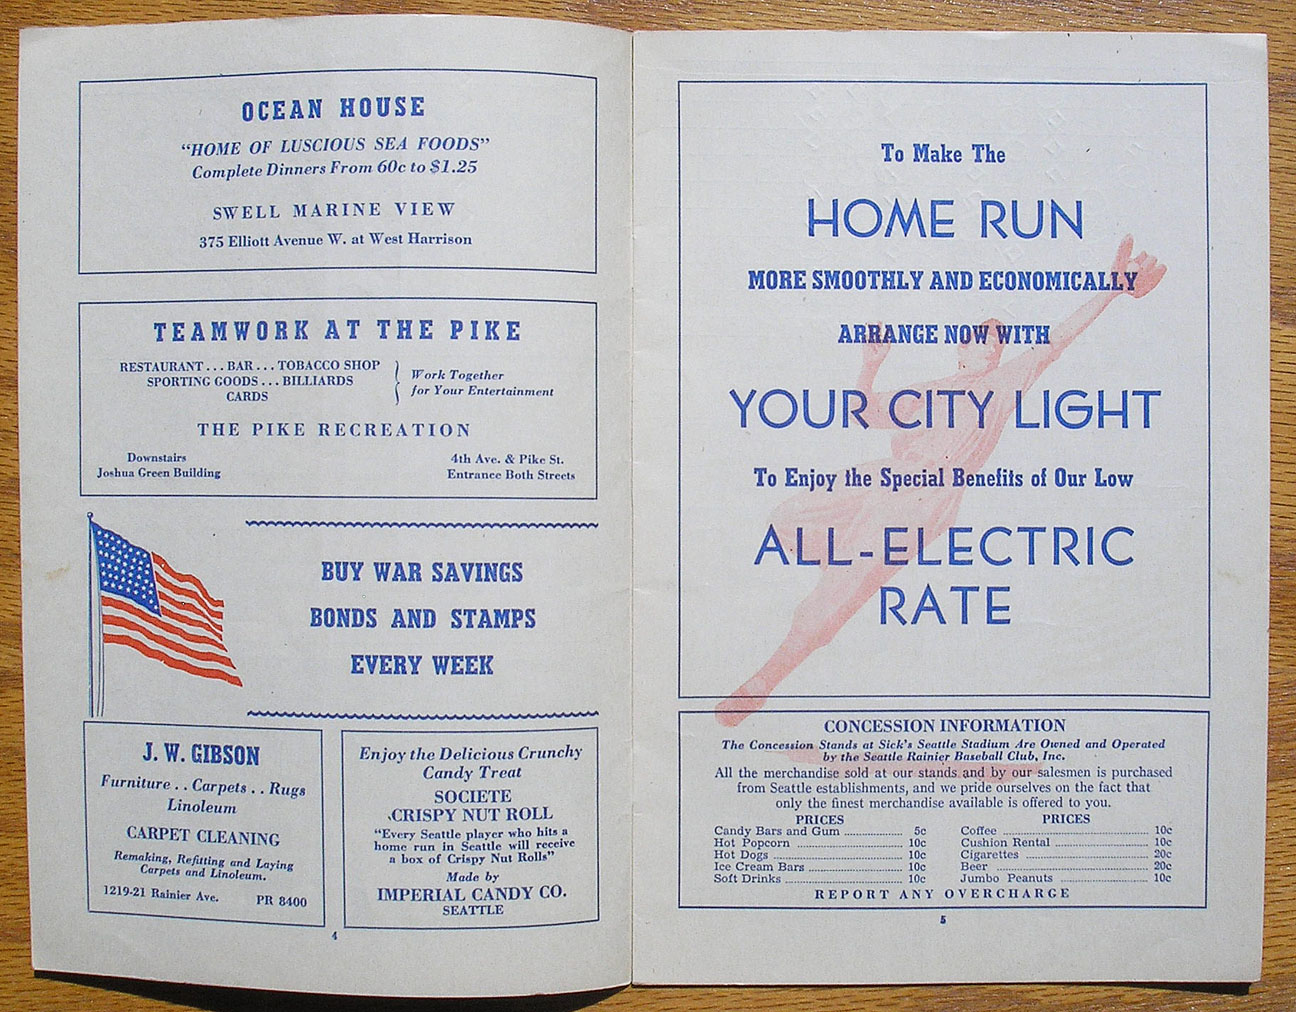 OCEAN HOUSE
"HOME OF LUSCIOUS SEA FOODS"
Complete Dinners From 60c to $1.25
SWELL MARINE VIEW
375 Elliott Avenue W. at West Harrison
TEAMWORK AT THE PIKE
RESTAURANT . . . BAR . . . TOBACCO SHOP
SPORTING GOODS . . . BILLIARDS
CARDS
Work Together
for Your Entertainment
THE PIKE RECREATION
Downstairs
Joshua Green Building
4th Ave. & Pike St.
Entrance Both Streets
BUY WAR SAVINGS
BONDS AND STAMPS
EVERY WEEK
J. W. GIBSON
Furniture . . Carpets . . Rugs
Linoleum
CARPET CLEANING
Remaking, Refitting and Laying
Carpets and Linoleum.
1219-21 Rainier Ave. PR 8400
Enjoy the Delicious Crunchy
Candy Treat
SOCIETE
CRISPY NUT ROLL
"Every Seattle player who hits a
home run in Seattle will receive
a box of Crispy Nut Rolls"
Made by
IMPERIAL CANDY CO.
SEATTLE
4
To Make The
HOME RUN
MORE SMOOTHLY AND ECONOMICALLY
ARRANGE NOW WITH
YOUR CITY LIGHT
To Enjoy the Special Benefits of Our Low
ALL-ELECTRIC
RATE
CONCESSION INFORMATION
The Concession Stands at Sick's Seattle Stadium Are Owned and Operated
by the Seattle Rainier Baseball Club, Inc.
All the merchandise sold at our stands and by our salesmen is purchased
from Seattle establishments, and we pride ourselves on the fact that
only the finest merchandise available is offered to you.
PRICES
Candy Bars and Gum 5c
Hot Popcorn 10c
Hot Dogs 10c
Ice Cream Bars 10c
Soft Drinks 10c
PRICES
Coffee 10c
Cushion Rental 10c
Cigarettes 20c
Beer 20c
Jumbo Peanuts 10c
REPORT ANY OVERCHARGE
5